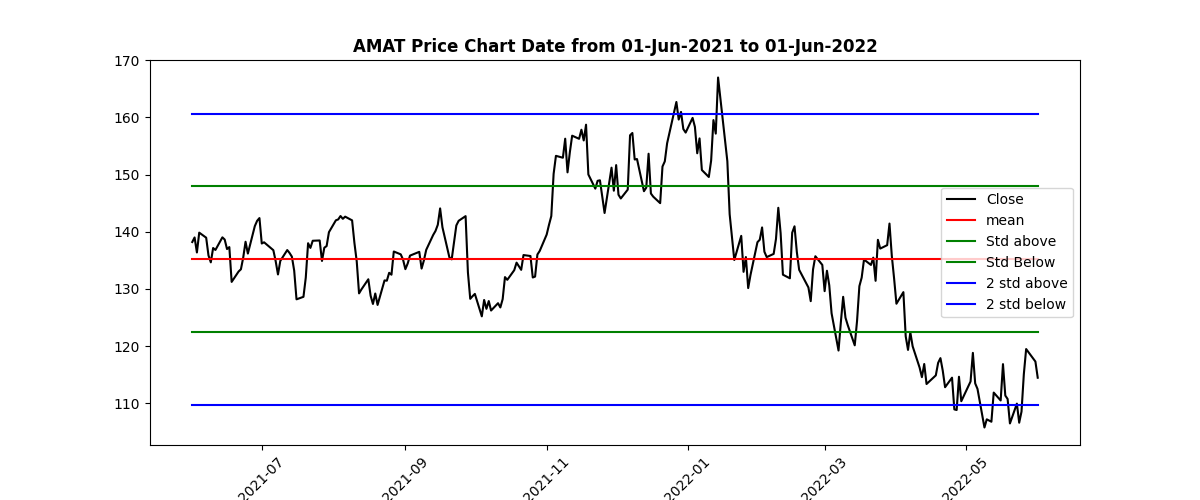 AMAT Price Chart Date from 01-Jun-2021 to 01-Jun-2022
170
160
150
140
130
120
110
Close
mean
Std above
Std Below
2 std above
2 std below
2021-07
2021-09
2021-11
2022-01
2022-03
2022-05